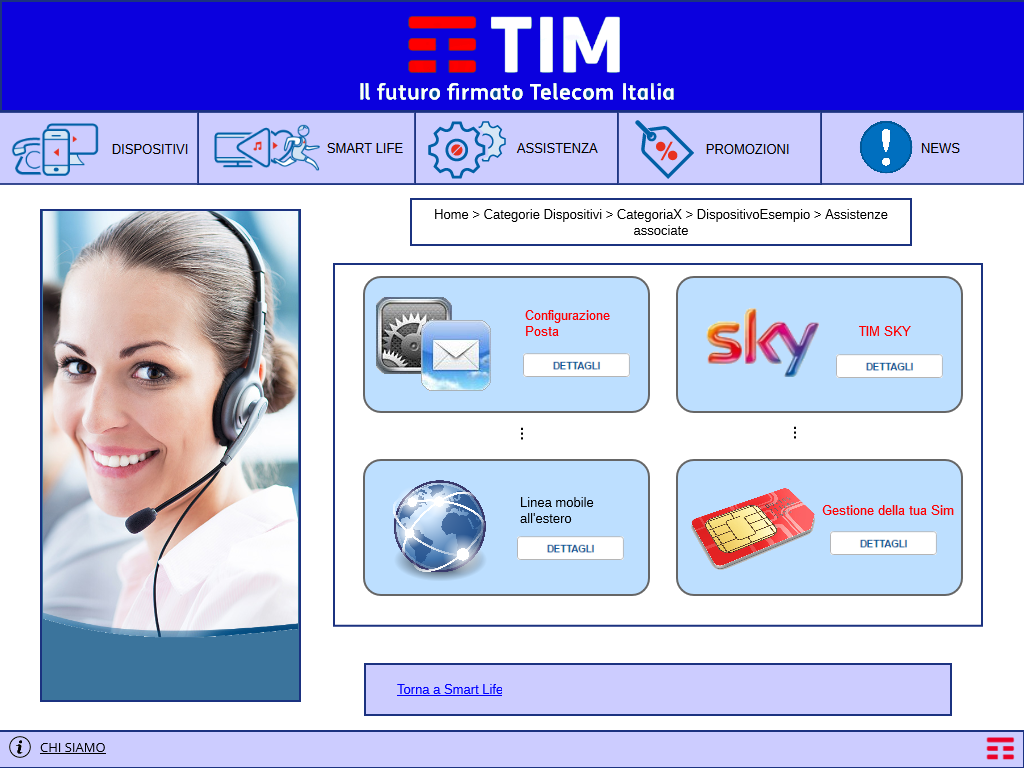 TIM
Il futuro firmato Telecom Italia
DISPOSITIVI
SMART LIFE
ASSISTENZA
PROMOZIONI
NEWS
Home > Categorie Dispositivi > CategoriaX > DispositivoEsempio > Assistenze
associate
Configurazione
Posta
DETTAGLI
sky
TIM SKY
DETTAGLI
Linea mobile
all'estero
DETTAGLI
Gestione della tua Sim
DETTAGLI
Torna a Smart Life
CHI SIAMO